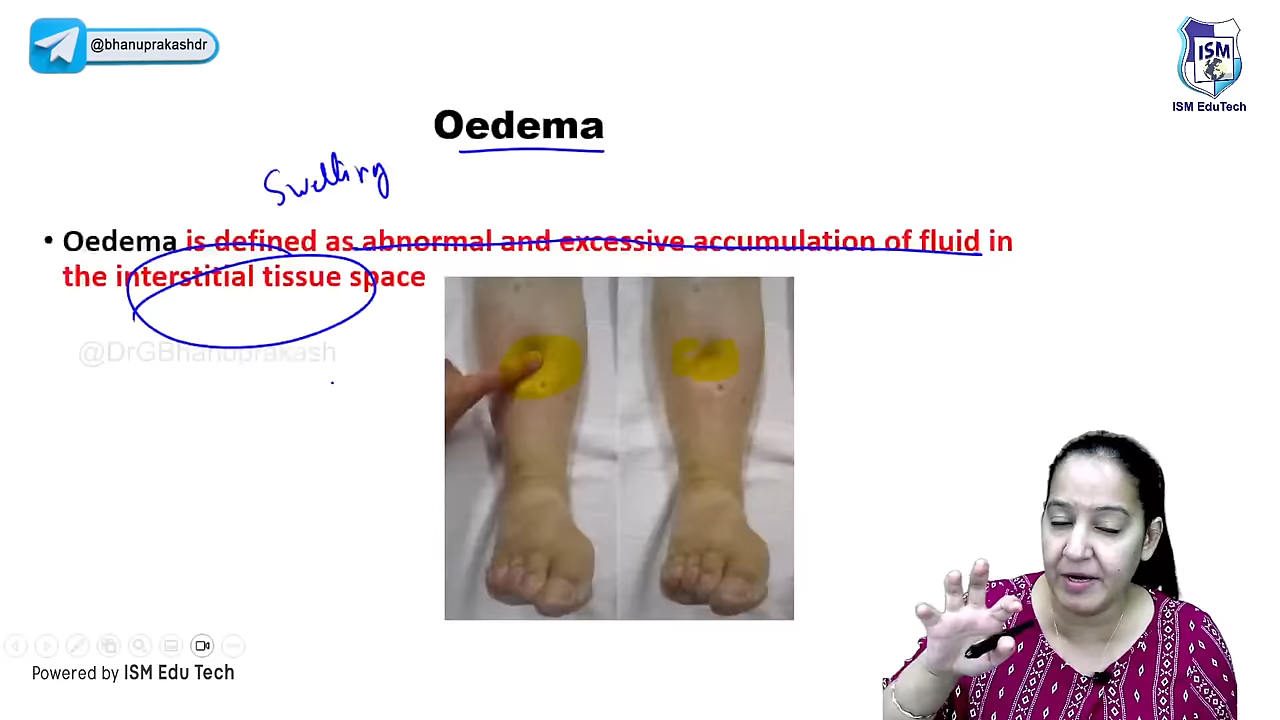 @bhanuprakashdr
ISM
ISM EduTech
Oedema
Swelling
• Oedema is defined as abnormal and excessive accumulation of fluid in
the interstitial tissue space
@DrGBhanuprakash
Powered by ISM Edu Tech